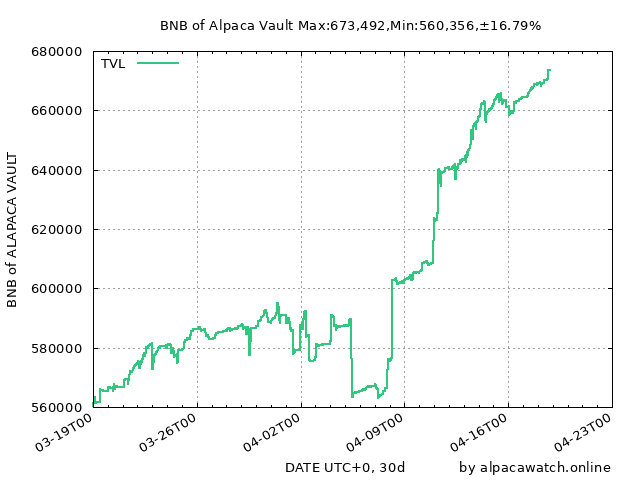 BNB of Alpaca Vault Max:673,492,Min:560,356,±16.79%
680000
TVL
660000
640000
620000
600000
580000
560000
BNB of ALAPACA VAULT
03-19T00
03-26T00
04-02T00
04-09T00
04-16T00
04-23T00
DATE UTC+0, 30d
by alpacawatch.online